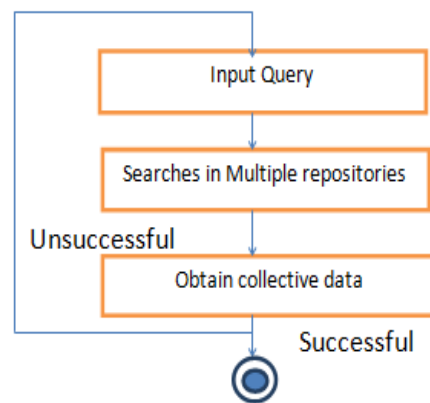 Input Query
Searches in Multiple repositories
Unsuccessful
Obtain collective data
Successful